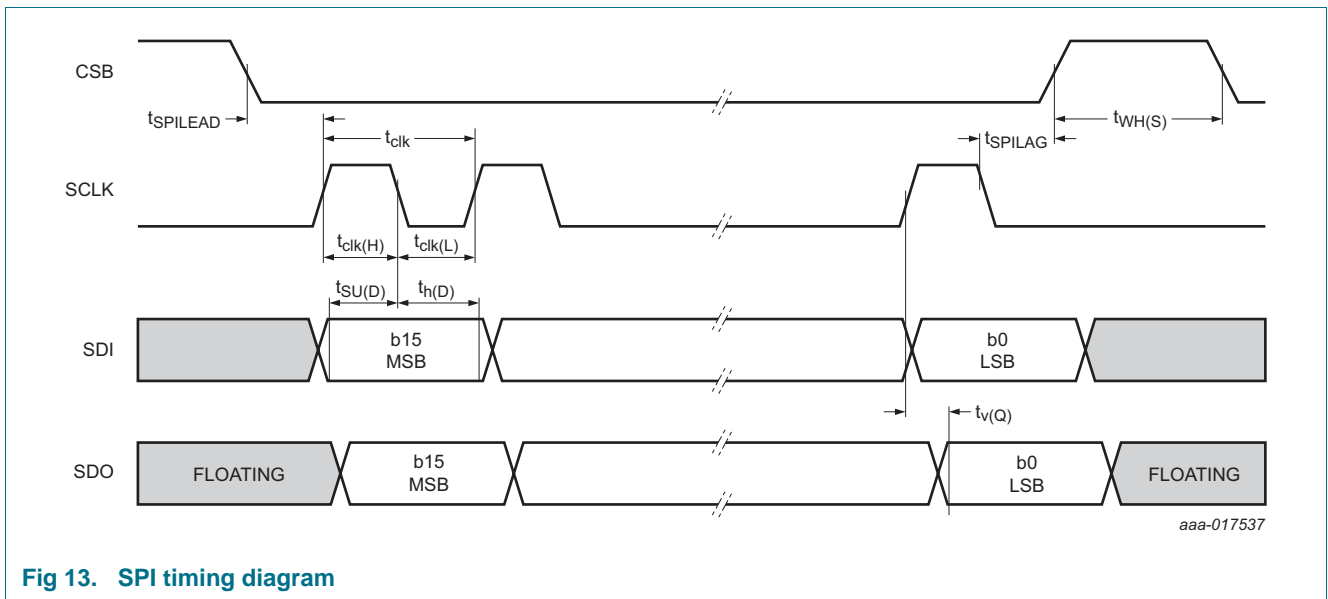 CSB
tSPILEAD
tclk
tSPILAG
tWH(S)
SCLK
tclk(H)
tclk(L)
tSU(D)
th(D)
SDI
b15
MSB
b0
LSB
tv(Q)
SDO
FLOATING
b15
MSB
b0
LSB
FLOATING
aaa-017537
Fig 13. SPI timing diagram